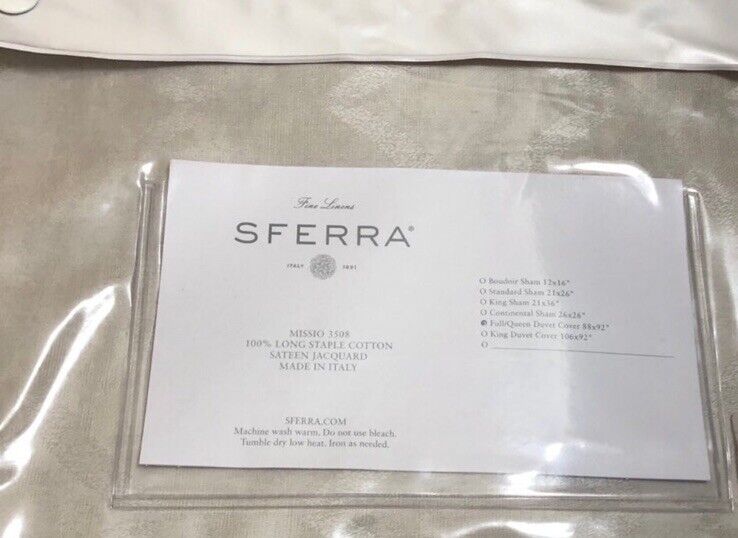 Fine Linens
SFERRA®
ITALY 1891
MISSIO 3508
100% LONG STAPLE COTTON
SATEEN JACQUARD
MADE IN ITALY
SFERRA.COM
Machine wash warm. Do not use bleach.
Tumble dry low heat. Iron as needed.
O Boudoir Sham 12x16"
O Standard Sham 21x26"
O King Sham 21x36"
O Continental Sham 26x26"
Full/Queen Duvet Cover 88x92"
O King Duvet Cover 106x92"
O